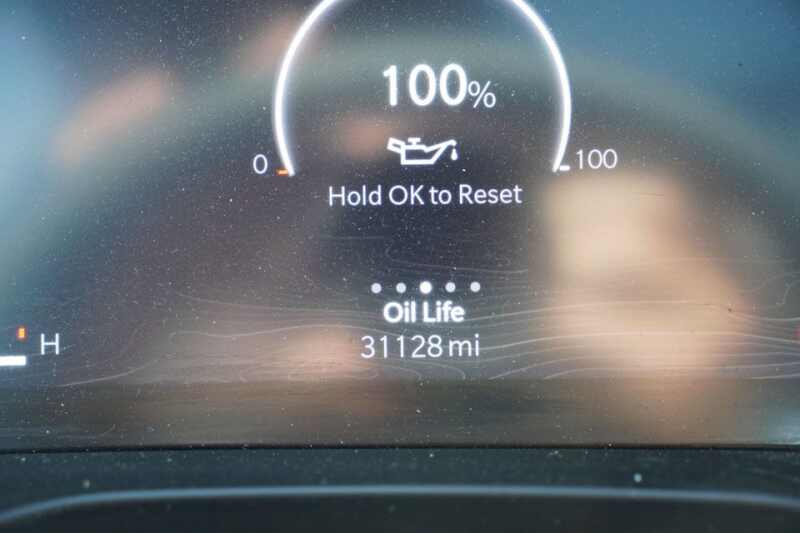 100%
0
100
Hold OK to Reset
Oil Life
H
31128 mi